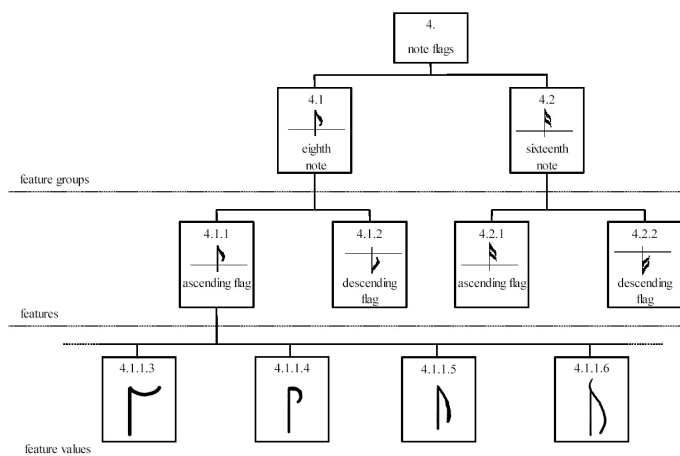 4.
note flags
4.1
eighth
note
4.2
sixteenth
note
feature groups
4.1.1
ascending flag
4.1.2
descending
flag
4.2.1
ascending flag
4.2.2
descending
flag
features
4.1.1.3
4.1.1.4
4.1.1.5
4.1.1.6
feature values